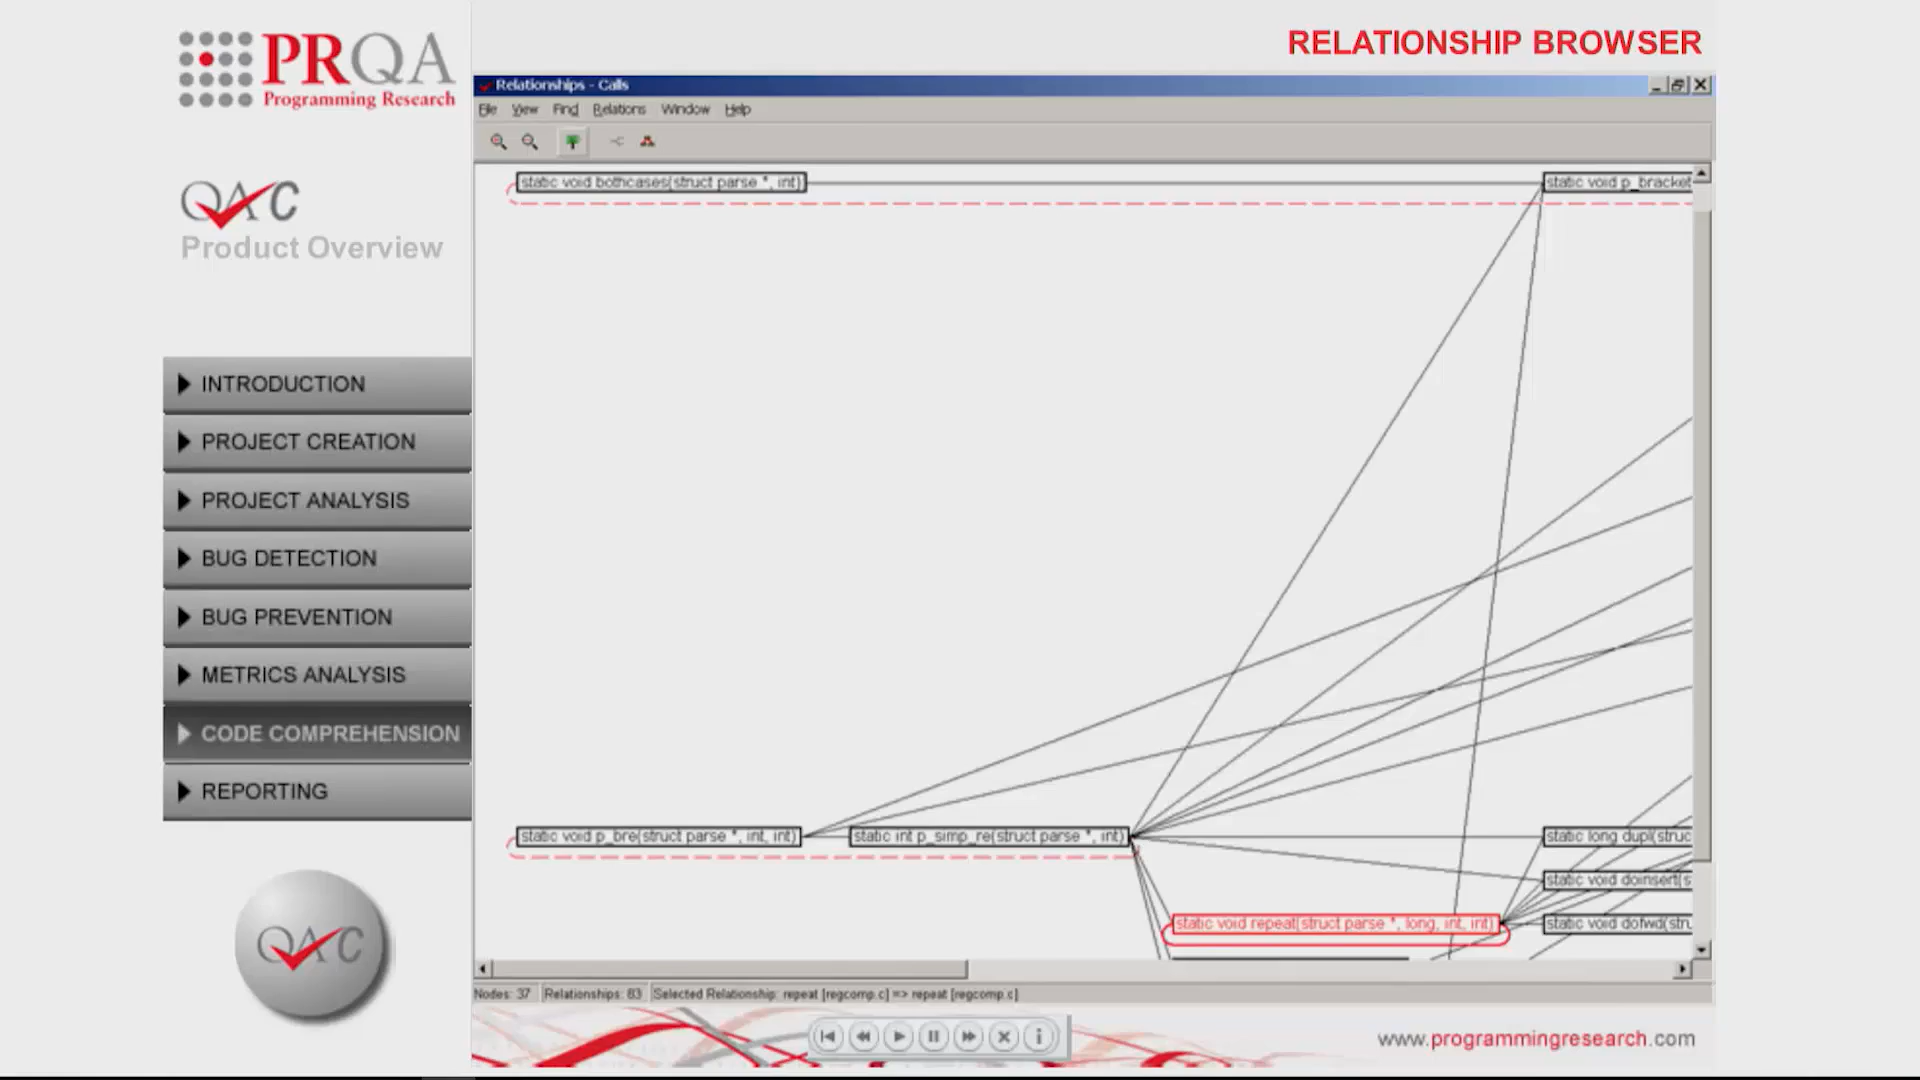 PRQA
Programming Research
RELATIONSHIP BROWSER
QAC
Product Overview
Relationships - Calls
File View Find Relations Window Help
static void bothcases(struct parse *, int)
static void p_bracket
INTRODUCTION
PROJECT CREATION
PROJECT ANALYSIS
BUG DETECTION
BUG PREVENTION
METRICS ANALYSIS
CODE COMPREHENSION
REPORTING
static void p_bre(struct parse *, int, int)
static int p_simp_re(struct parse *, int)
static long dupl(struc
static void doinsert(s
static void repeat(struct parse *, long, int, int)
static void dofwd(stru
QAC
Nodes: 37 Relationships: 83 Selected Relationship: repeat [regcomp.c] => repeat [regcomp.c]
www.programmingresearch.com